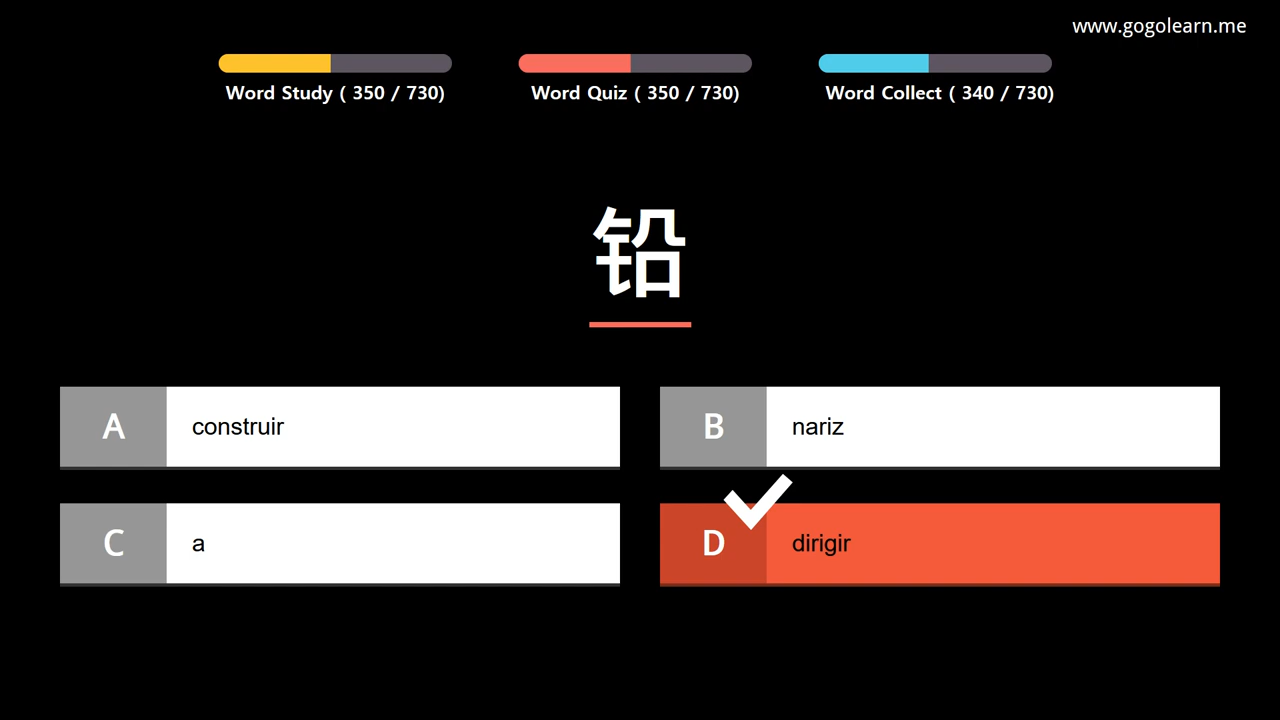 www.gogolearn.me
Word Study ( 350 / 730)
Word Quiz ( 350 / 730)
Word Collect ( 340 / 730)
铅
A construir
B nariz
C a
D dirigir